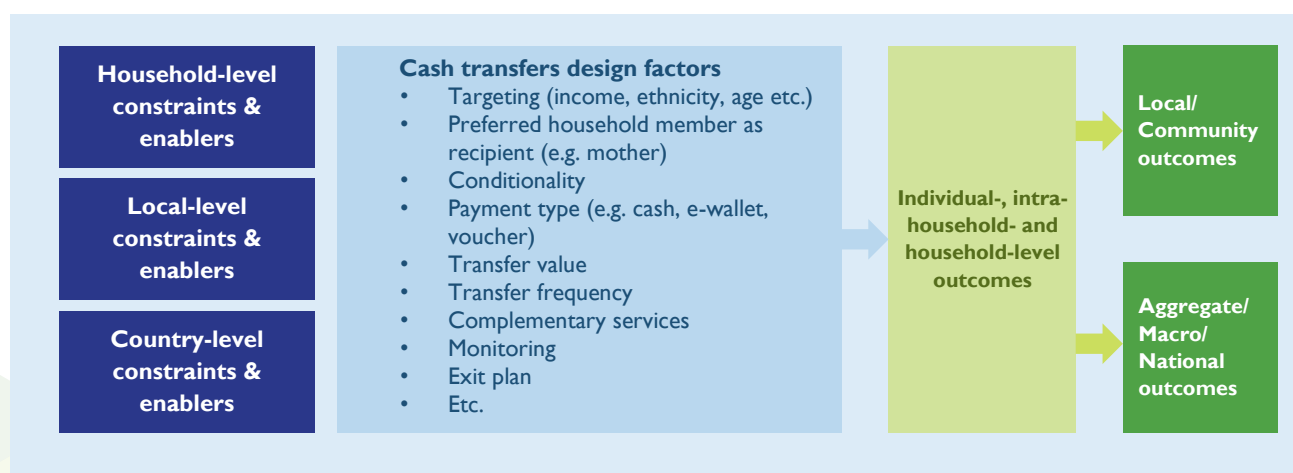 Household-level
constraints &
enablers
Local-level
constraints &
enablers
Country-level
constraints &
enablers
Cash transfers design factors
• Targeting (income, ethnicity, age etc.)
• Preferred household member as
recipient (e.g. mother)
• Conditionality
• Payment type (e.g. cash, e-wallet,
voucher)
• Transfer value
• Transfer frequency
• Complementary services
• Monitoring
• Exit plan
• Etc.
Individual-, intra-
household- and
household-level
outcomes
Local/
Community
outcomes
Aggregate/
Macro/
National
outcomes